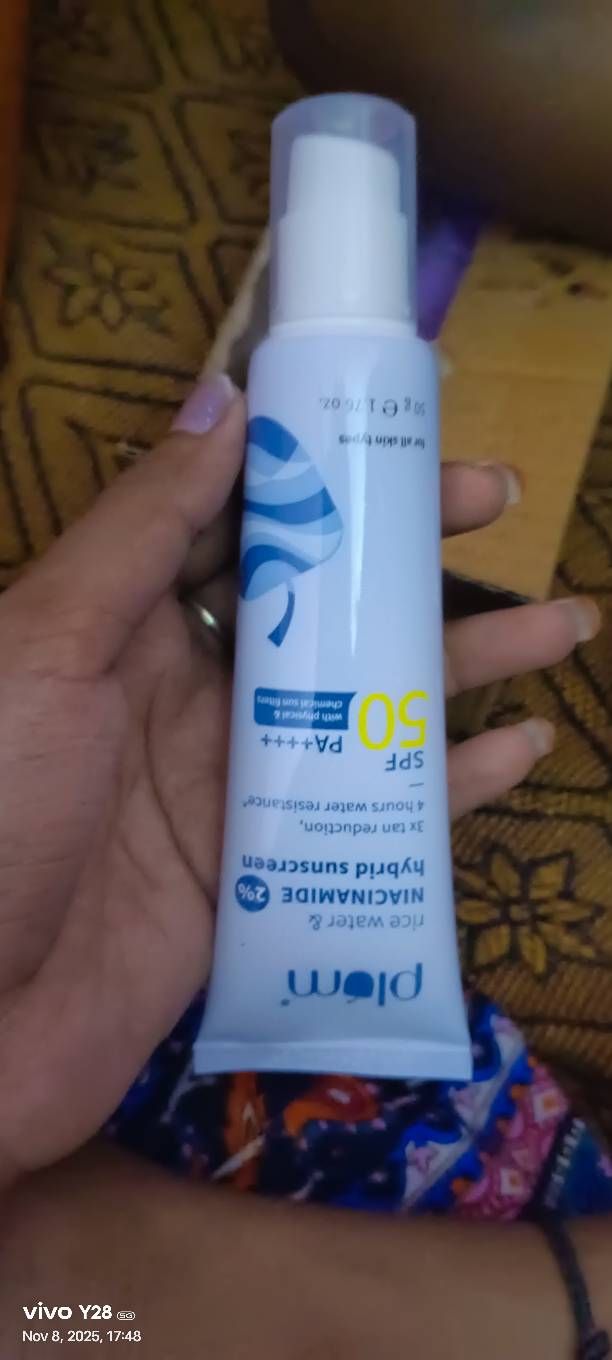 plum
rice water &
NIACINAMIDE 2%
hybrid sunscreen
3x tan reduction,
4 hours water resistance*
SPF
50
PA++++
with physical &
chemical sun filters
for all skin types
50 g ℮ 1.76 oz.
vivo Y28 5G
Nov 8, 2025, 17:48